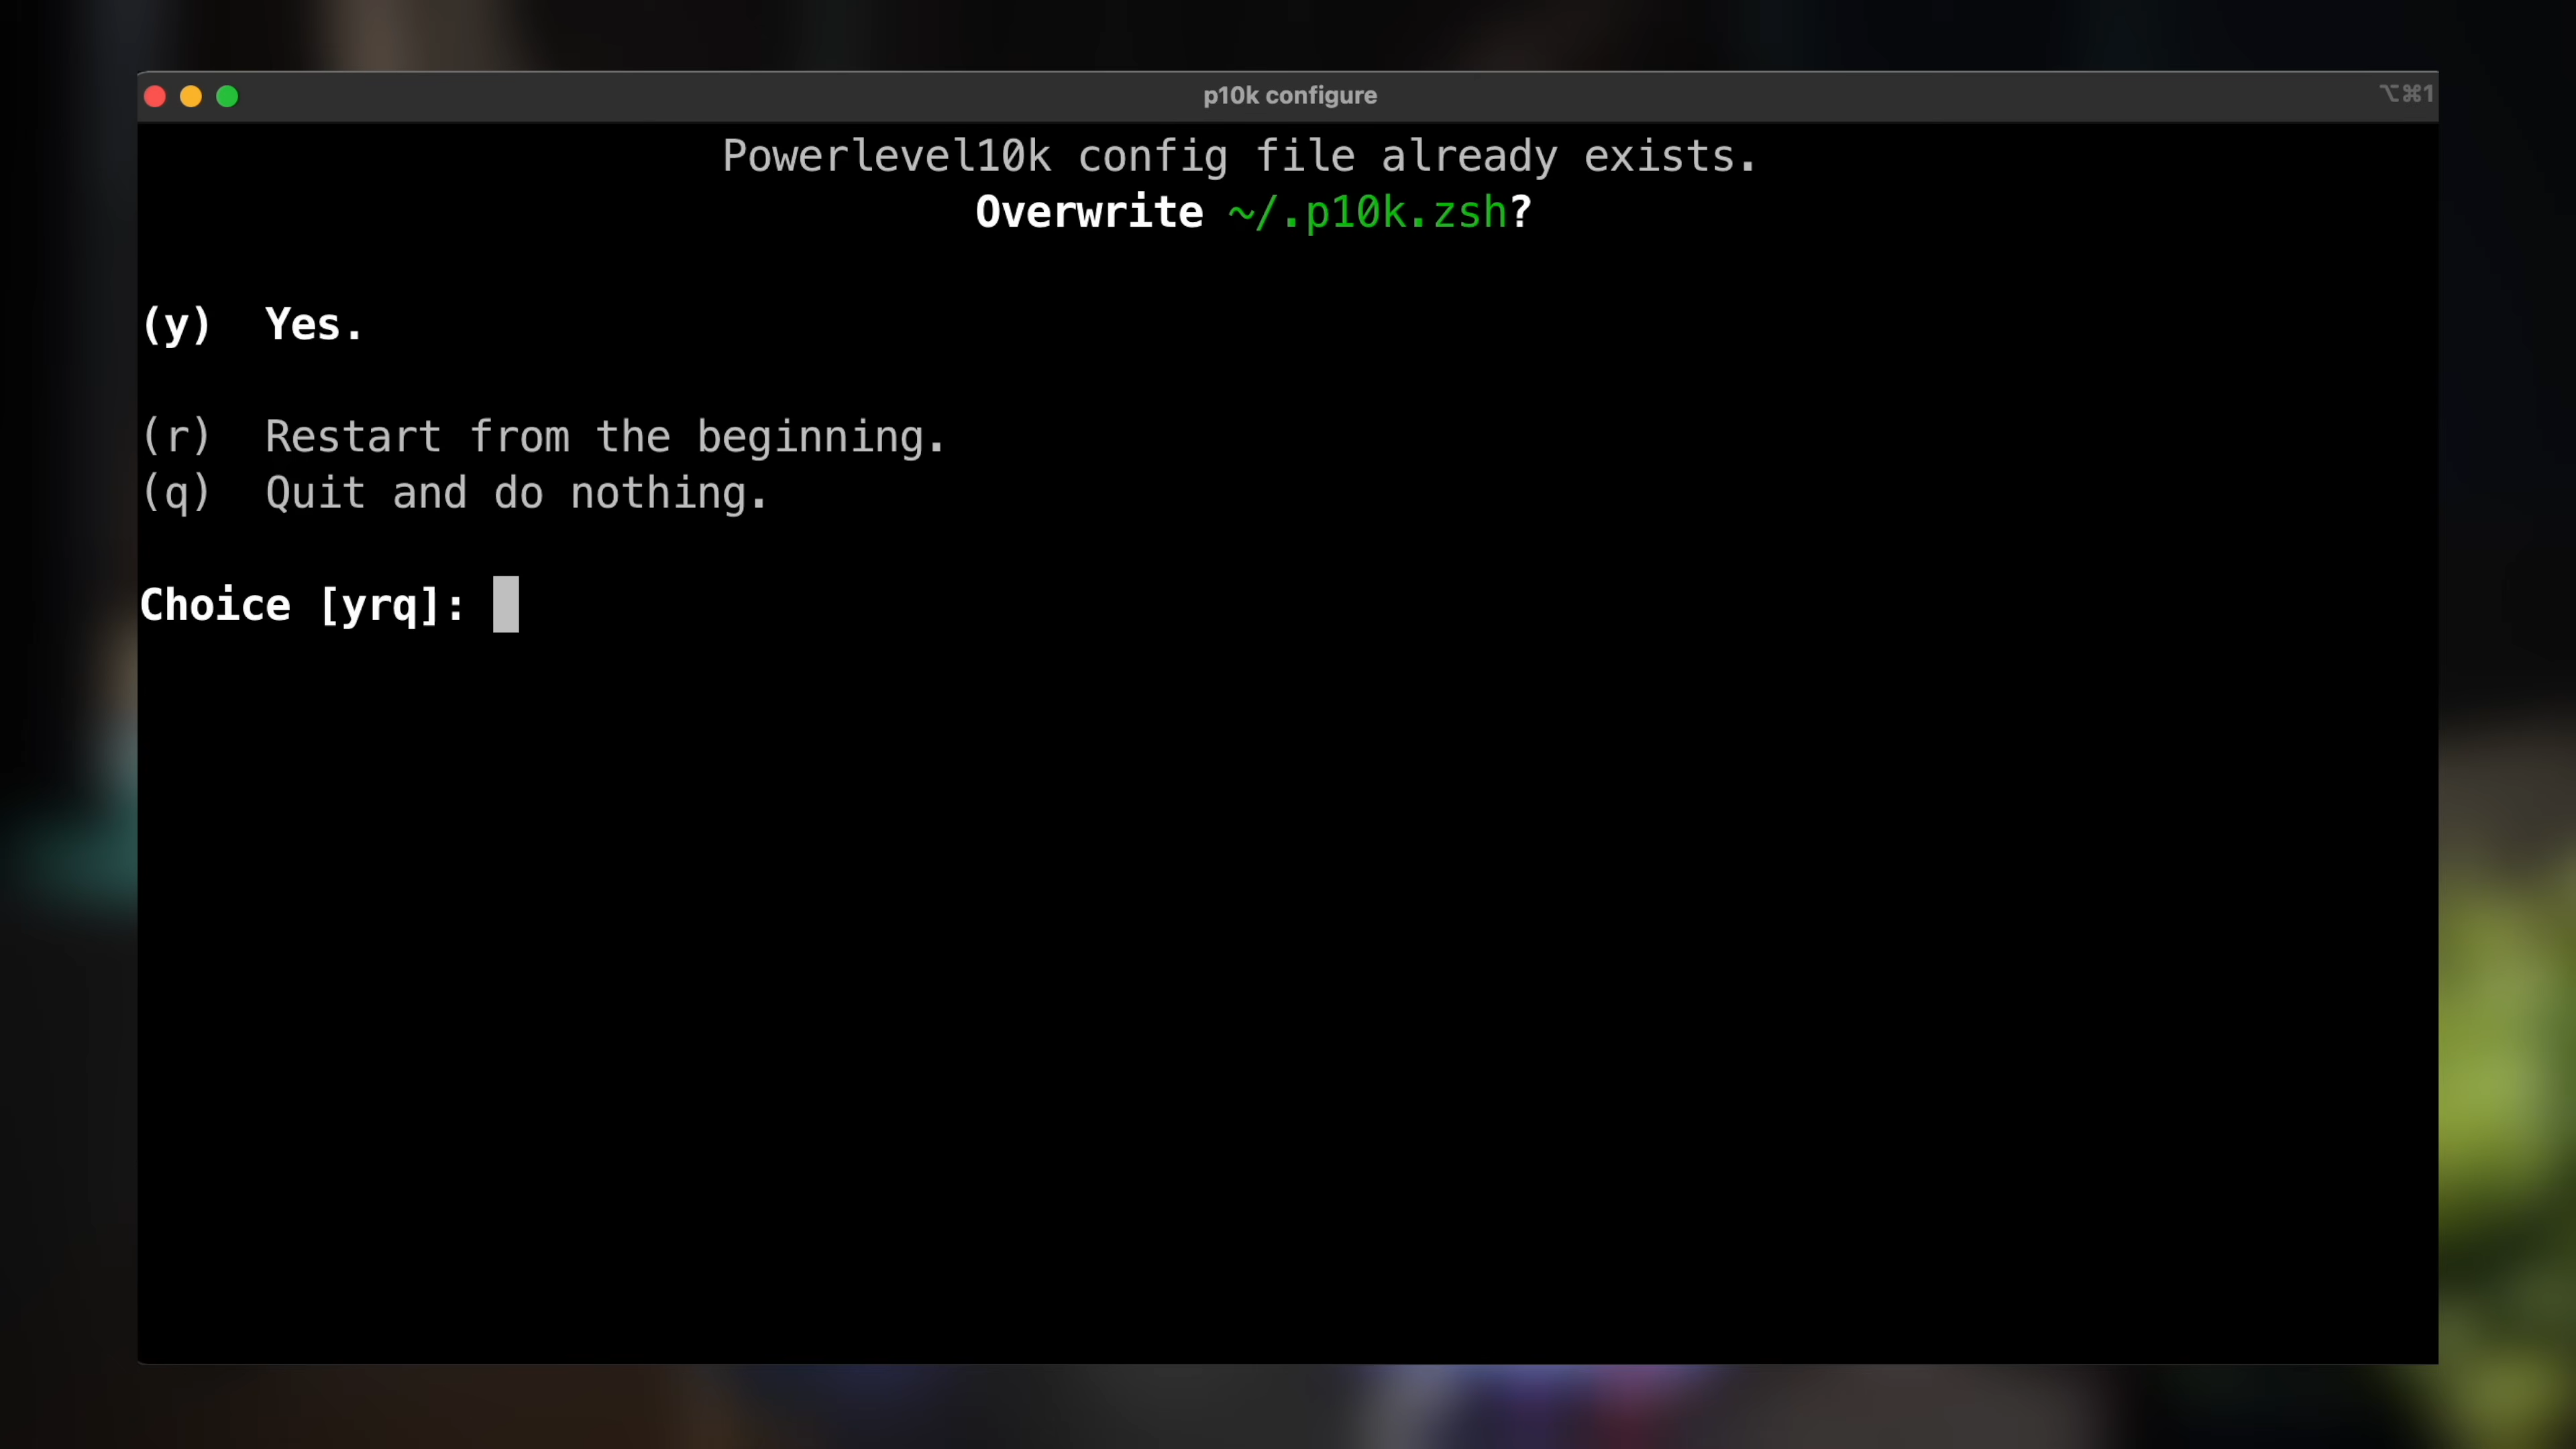 p10k configure
⌥⌘1
Powerlevel10k config file already exists.
Overwrite ~/.p10k.zsh?
(y)  Yes.
(r)  Restart from the beginning.
(q)  Quit and do nothing.
Choice [yrq]: